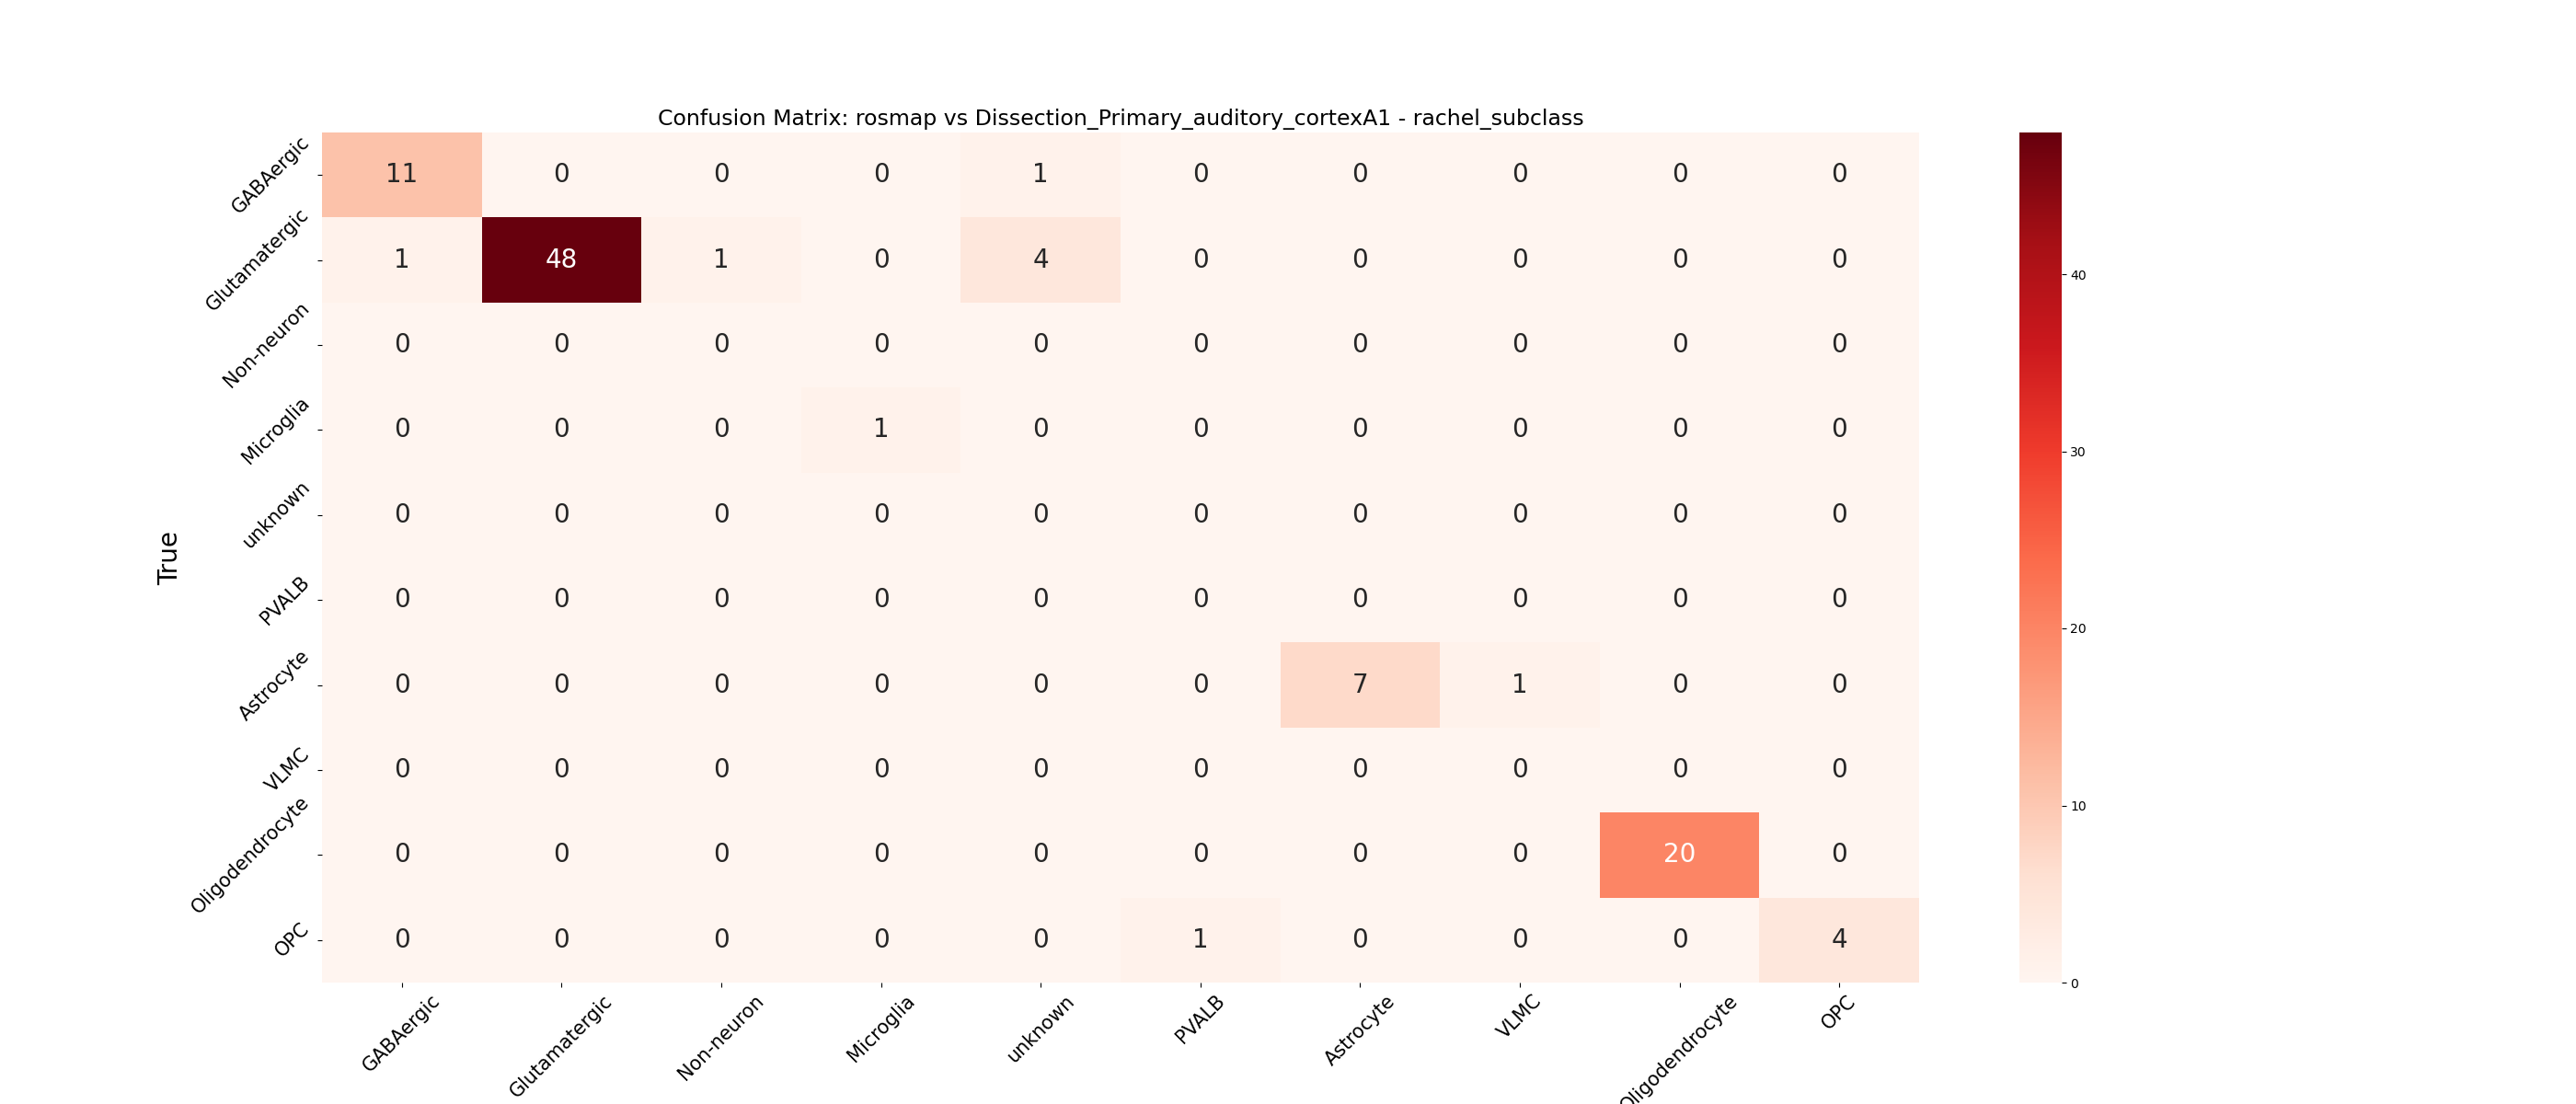 Confusion Matrix: rosmap vs Dissection_Primary_auditory_cortexA1 - rachel_subclass
True
GABAergic 11 0 0 0 1 0 0 0 0 0
Glutamatergic 1 48 1 0 4 0 0 0 0 0
Non-neuron 0 0 0 0 0 0 0 0 0 0
Microglia 0 0 0 1 0 0 0 0 0 0
unknown 0 0 0 0 0 0 0 0 0 0
PVALB 0 0 0 0 0 0 0 0 0 0
Astrocyte 0 0 0 0 0 0 7 1 0 0
VLMC 0 0 0 0 0 0 0 0 0 0
Oligodendrocyte 0 0 0 0 0 0 0 0 20 0
OPC 0 0 0 0 0 1 0 0 0 4
GABAergic Glutamatergic Non-neuron Microglia unknown PVALB Astrocyte VLMC Oligodendrocyte OPC
40
30
20
10
0